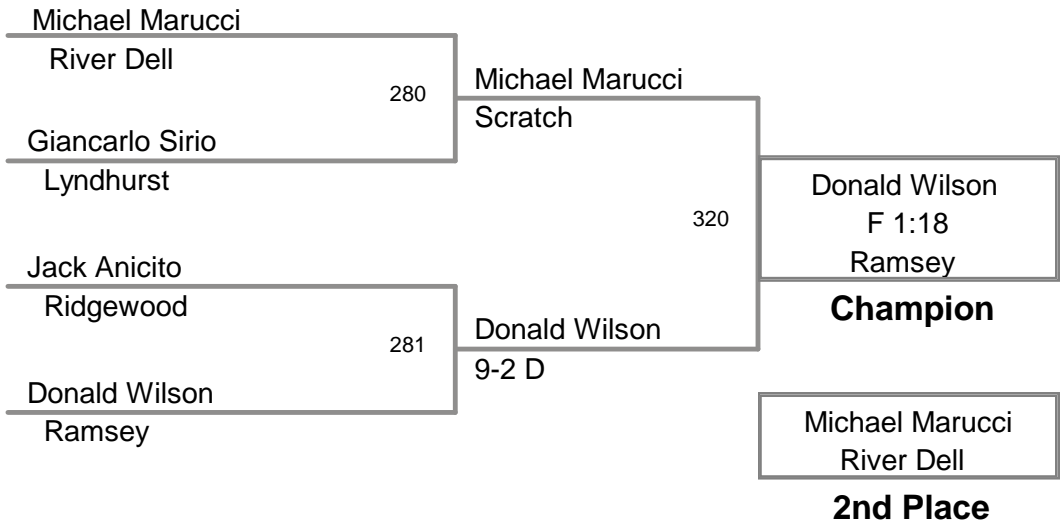 Michael Marucci
River Dell
280
Giancarlo Sirio
Lyndhurst
Jack Anicito
Ridgewood
281
Donald Wilson
Ramsey
Michael Marucci
Scratch
320
Donald Wilson
9-2 D
Donald Wilson
F 1:18
Ramsey
Champion
Michael Marucci
River Dell
2nd Place